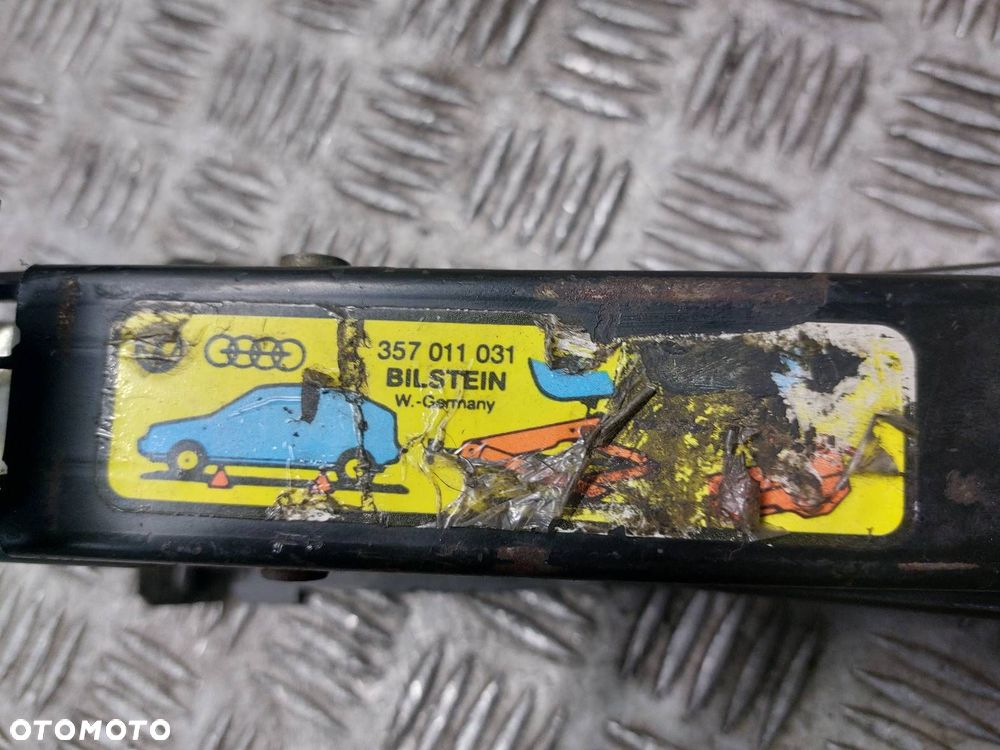 357 011 031
BILSTEIN
W.-Germany
OTOMOTO